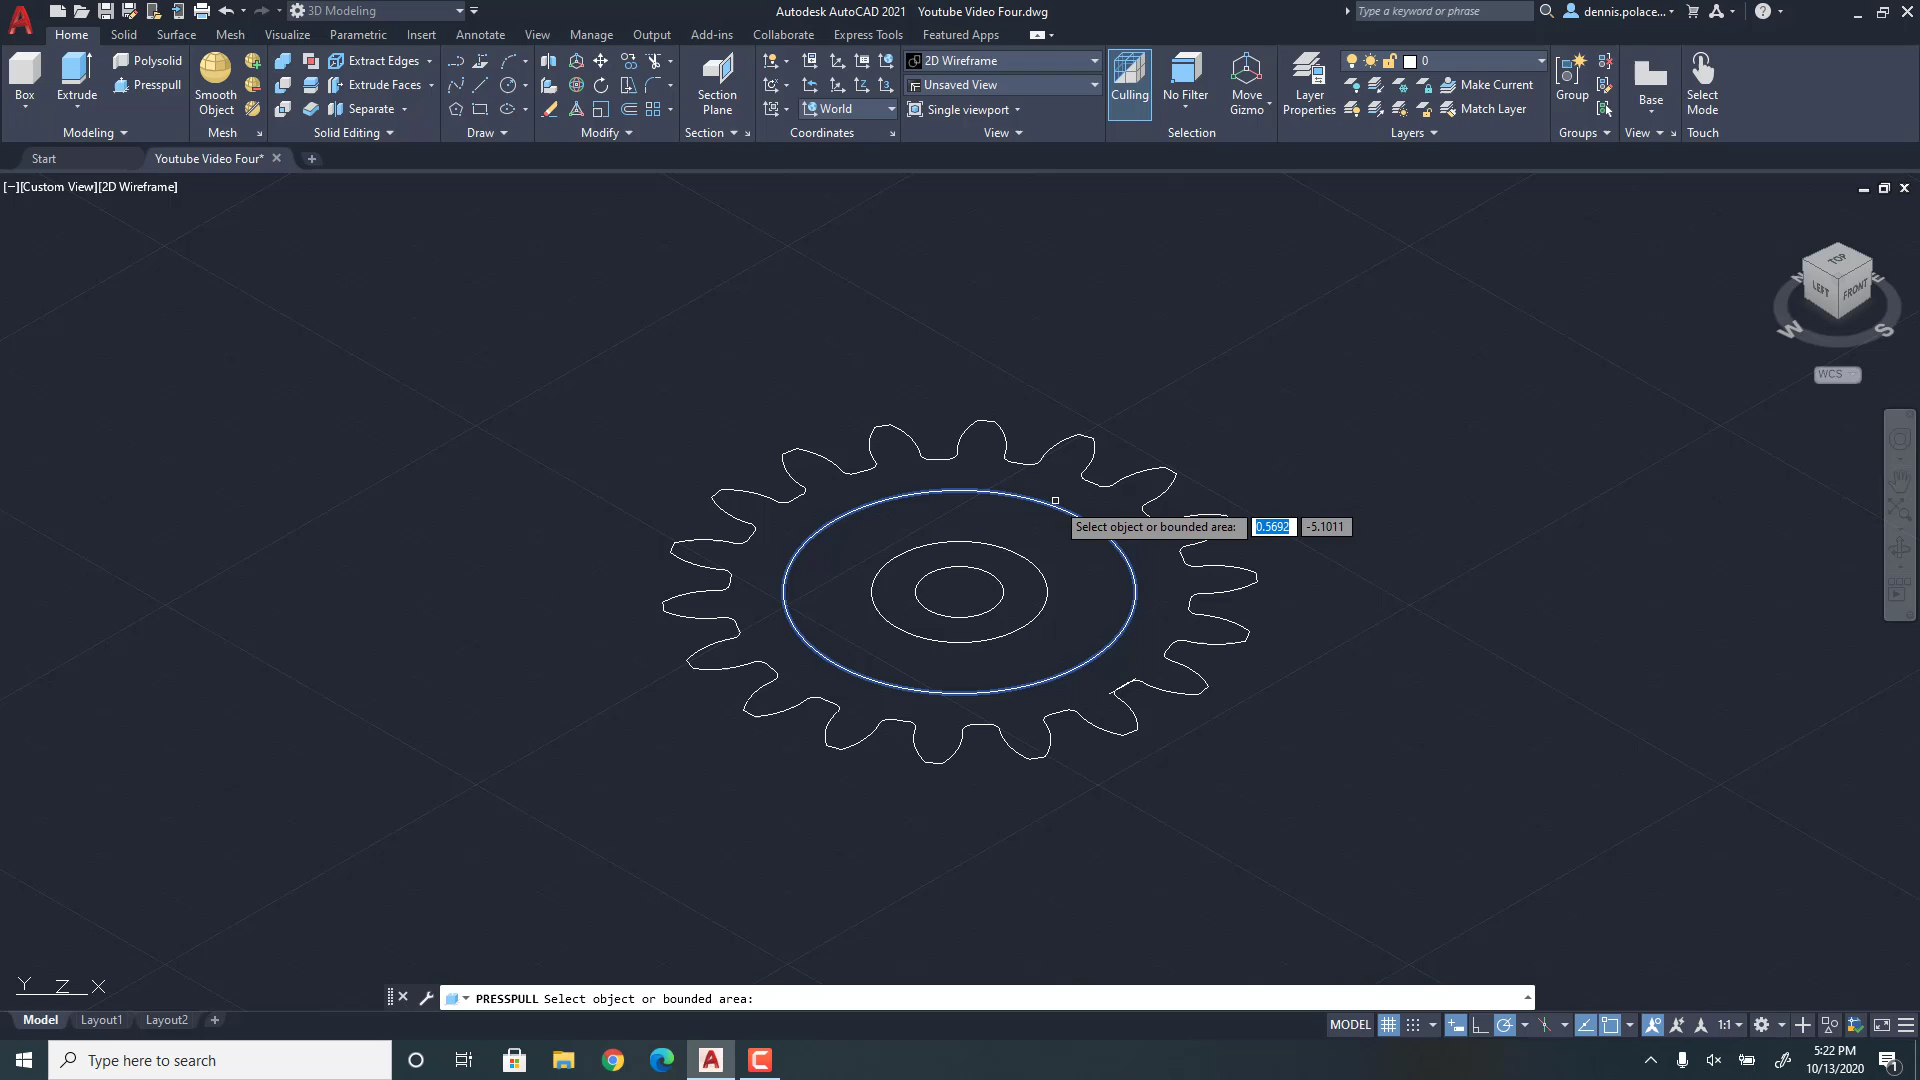 3D Modeling
Autodesk AutoCAD 2021 Youtube Video Four.dwg
Type a keyword or phrase
dennis.polace...
Home Solid Surface Mesh Visualize Parametric Insert Annotate View Manage Output Add-ins Collaborate Express Tools Featured Apps
Box
Extrude
Polysolid
Presspull
Smooth
Object
Extract Edges
Extrude Faces
Separate
Section
Plane
World
2D Wireframe
Unsaved View
Single viewport
Culling
No Filter
Move
Gizmo
Layer
Properties
0
Make Current
Match Layer
Group
Base
Select
Mode
Modeling Mesh Solid Editing Draw Modify Section Coordinates View Selection Layers Groups View Touch
Start
Youtube Video Four*
[−][Custom View][2D Wireframe]
TOP
LEFT
FRONT
N
E
W
S
WCS
Select object or bounded area: 0.5692 -5.1011
Y Z X
PRESSPULL Select object or bounded area:
Model Layout1 Layout2
MODEL
1:1
Type here to search
5:22 PM
10/13/2020
1